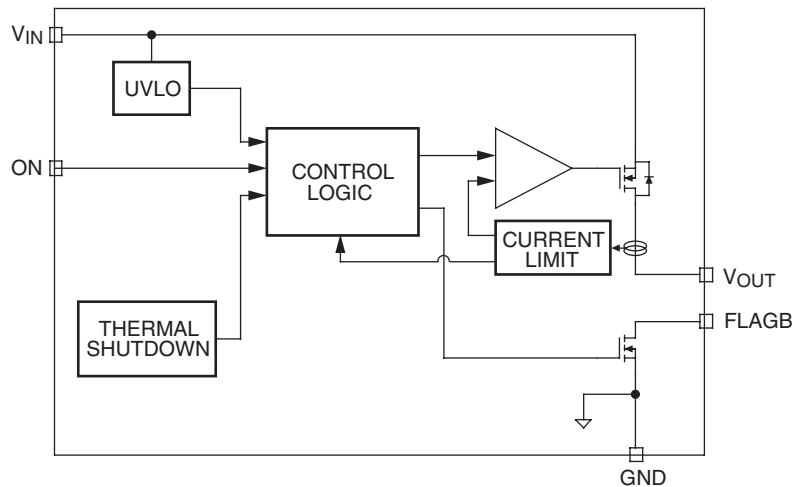 VIN
UVLO
ON
CONTROL
LOGIC
CURRENT
LIMIT
VOUT
FLAGB
THERMAL
SHUTDOWN
GND